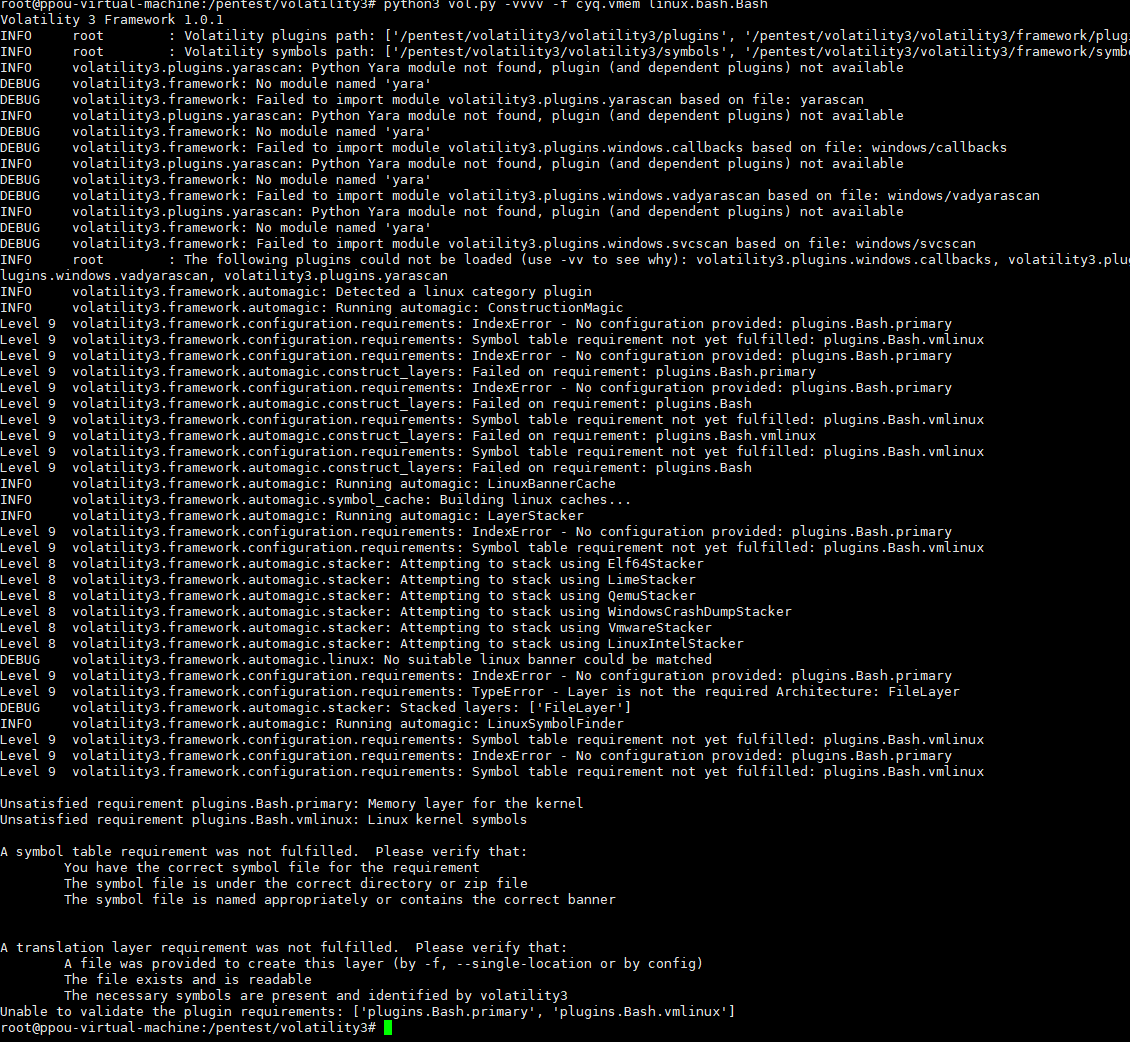 root@ppou-virtual-machine:/pentest/volatility3# python3 vol.py -vvvv -f cyq.vmem linux.bash.Bash
Volatility 3 Framework 1.0.1
INFO     root        : Volatility plugins path: ['/pentest/volatility3/volatility3/plugins', '/pentest/volatility3/volatility3/framework/plug
INFO     root        : Volatility symbols path: ['/pentest/volatility3/volatility3/symbols', '/pentest/volatility3/volatility3/framework/symb
INFO     volatility3.plugins.yarascan: Python Yara module not found, plugin (and dependent plugins) not available
DEBUG    volatility3.framework: No module named 'yara'
DEBUG    volatility3.framework: Failed to import module volatility3.plugins.yarascan based on file: yarascan
INFO     volatility3.plugins.yarascan: Python Yara module not found, plugin (and dependent plugins) not available
DEBUG    volatility3.framework: No module named 'yara'
DEBUG    volatility3.framework: Failed to import module volatility3.plugins.windows.callbacks based on file: windows/callbacks
INFO     volatility3.plugins.yarascan: Python Yara module not found, plugin (and dependent plugins) not available
DEBUG    volatility3.framework: No module named 'yara'
DEBUG    volatility3.framework: Failed to import module volatility3.plugins.windows.vadyarascan based on file: windows/vadyarascan
INFO     volatility3.plugins.yarascan: Python Yara module not found, plugin (and dependent plugins) not available
DEBUG    volatility3.framework: No module named 'yara'
DEBUG    volatility3.framework: Failed to import module volatility3.plugins.windows.svcscan based on file: windows/svcscan
INFO     root        : The following plugins could not be loaded (use -vv to see why): volatility3.plugins.windows.callbacks, volatility3.plu
lugins.windows.vadyarascan, volatility3.plugins.yarascan
INFO     volatility3.framework.automagic: Detected a linux category plugin
INFO     volatility3.framework.automagic: Running automagic: ConstructionMagic
Level 9  volatility3.framework.configuration.requirements: IndexError - No configuration provided: plugins.Bash.primary
Level 9  volatility3.framework.configuration.requirements: Symbol table requirement not yet fulfilled: plugins.Bash.vmlinux
Level 9  volatility3.framework.configuration.requirements: IndexError - No configuration provided: plugins.Bash.primary
Level 9  volatility3.framework.automagic.construct_layers: Failed on requirement: plugins.Bash.primary
Level 9  volatility3.framework.configuration.requirements: IndexError - No configuration provided: plugins.Bash.primary
Level 9  volatility3.framework.automagic.construct_layers: Failed on requirement: plugins.Bash
Level 9  volatility3.framework.configuration.requirements: Symbol table requirement not yet fulfilled: plugins.Bash.vmlinux
Level 9  volatility3.framework.automagic.construct_layers: Failed on requirement: plugins.Bash.vmlinux
Level 9  volatility3.framework.configuration.requirements: Symbol table requirement not yet fulfilled: plugins.Bash.vmlinux
Level 9  volatility3.framework.automagic.construct_layers: Failed on requirement: plugins.Bash
INFO     volatility3.framework.automagic: Running automagic: LinuxBannerCache
INFO     volatility3.framework.automagic.symbol_cache: Building linux caches...
INFO     volatility3.framework.automagic: Running automagic: LayerStacker
Level 9  volatility3.framework.configuration.requirements: IndexError - No configuration provided: plugins.Bash.primary
Level 9  volatility3.framework.configuration.requirements: Symbol table requirement not yet fulfilled: plugins.Bash.vmlinux
Level 8  volatility3.framework.automagic.stacker: Attempting to stack using Elf64Stacker
Level 8  volatility3.framework.automagic.stacker: Attempting to stack using LimeStacker
Level 8  volatility3.framework.automagic.stacker: Attempting to stack using QemuStacker
Level 8  volatility3.framework.automagic.stacker: Attempting to stack using WindowsCrashDumpStacker
Level 8  volatility3.framework.automagic.stacker: Attempting to stack using VmwareStacker
Level 8  volatility3.framework.automagic.stacker: Attempting to stack using LinuxIntelStacker
DEBUG    volatility3.framework.automagic.linux: No suitable linux banner could be matched
Level 9  volatility3.framework.configuration.requirements: IndexError - No configuration provided: plugins.Bash.primary
Level 9  volatility3.framework.configuration.requirements: TypeError - Layer is not the required Architecture: FileLayer
DEBUG    volatility3.framework.automagic.stacker: Stacked layers: ['FileLayer']
INFO     volatility3.framework.automagic: Running automagic: LinuxSymbolFinder
Level 9  volatility3.framework.configuration.requirements: Symbol table requirement not yet fulfilled: plugins.Bash.vmlinux
Level 9  volatility3.framework.configuration.requirements: IndexError - No configuration provided: plugins.Bash.primary
Level 9  volatility3.framework.configuration.requirements: Symbol table requirement not yet fulfilled: plugins.Bash.vmlinux
Unsatisfied requirement plugins.Bash.primary: Memory layer for the kernel
Unsatisfied requirement plugins.Bash.vmlinux: Linux kernel symbols
A symbol table requirement was not fulfilled.  Please verify that:
You have the correct symbol file for the requirement
The symbol file is under the correct directory or zip file
The symbol file is named appropriately or contains the correct banner
A translation layer requirement was not fulfilled.  Please verify that:
A file was provided to create this layer (by -f, --single-location or by config)
The file exists and is readable
The necessary symbols are present and identified by volatility3
Unable to validate the plugin requirements: ['plugins.Bash.primary', 'plugins.Bash.vmlinux']
root@ppou-virtual-machine:/pentest/volatility3#